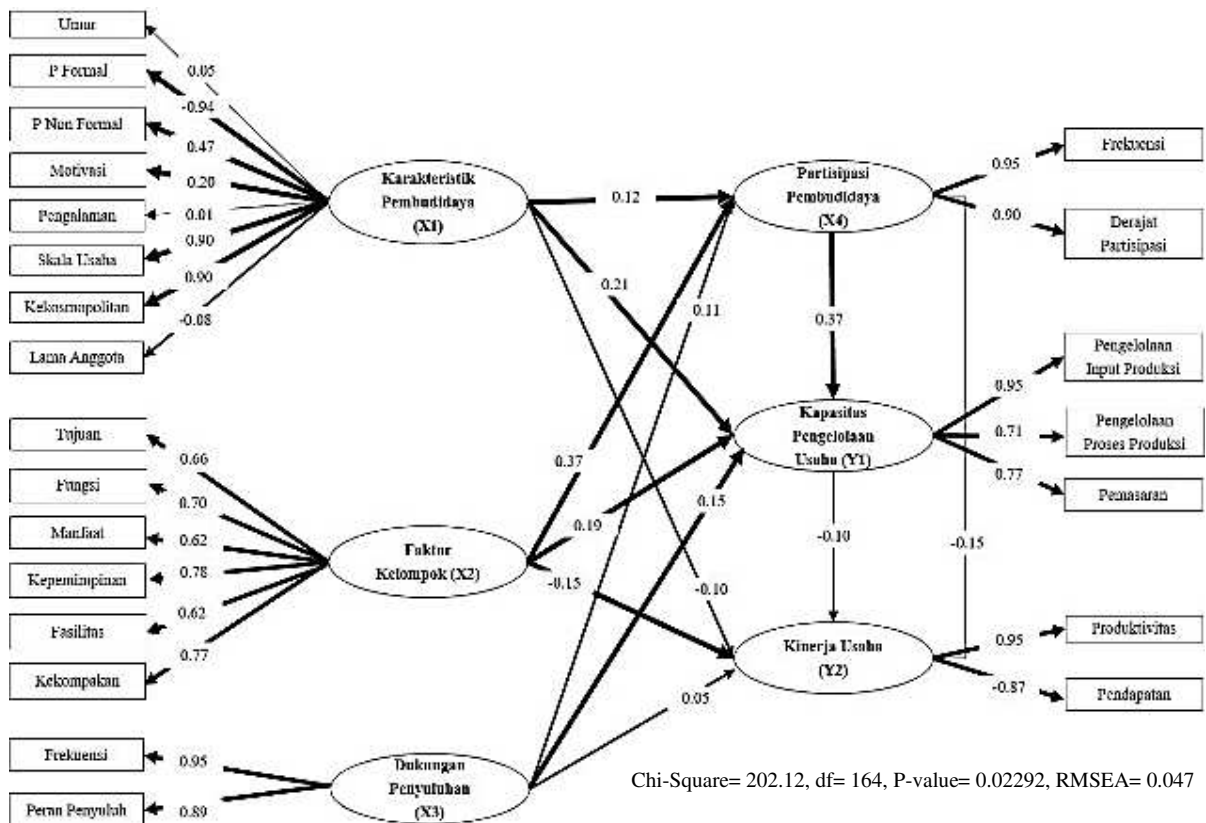 Umur
P Formal
P Non Formal
Motivasi
Pengalaman
Skala Usaha
Kekosmopolitan
Lama Anggota
0.05
-0.94
0.47
0.20
0.01
0.90
0.90
-0.08
Karakteristik
Pembudidaya
(X1)
Tujuan
Fungsi
Manfaat
Kepemimpinan
Fasilitas
Kekompakan
0.66
0.70
0.62
0.78
0.62
0.77
Faktor
Kelompok (X2)
Frekuensi
Peran Penyuluh
0.95
0.89
Dukungan
Penyuluhan
(X3)
0.12
0.21
0.11
0.37
0.37
0.19
0.15
-0.15
-0.10
-0.10
-0.15
0.05
Partisipasi
Pembudidaya
(X4)
Kapasitas
Pengelolaan
Usaha (Y1)
Kinerja Usaha
(Y2)
0.95
0.90
Frekuensi
Derajat
Partisipasi
0.95
0.71
0.77
Pengelolaan
Input Produksi
Pengelolaan
Proses Produksi
Pemasaran
0.95
-0.87
Produktivitas
Pendapatan
Chi-Square= 202.12, df= 164, P-value= 0.02292, RMSEA= 0.047